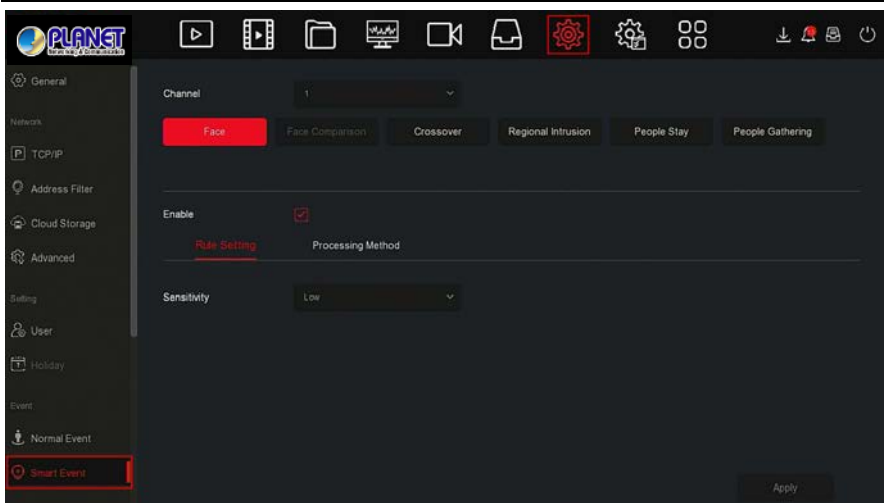 PLANET
Networking & Communication
General
Network
TCP/IP
Address Filter
Cloud Storage
Advanced
Setting
User
Holiday
Event
Normal Event
Smart Event
Channel 1
Face Face Comparison Crossover Regional Intrusion People Stay People Gathering
Enable
Rule Setting Processing Method
Sensitivity Low
Apply